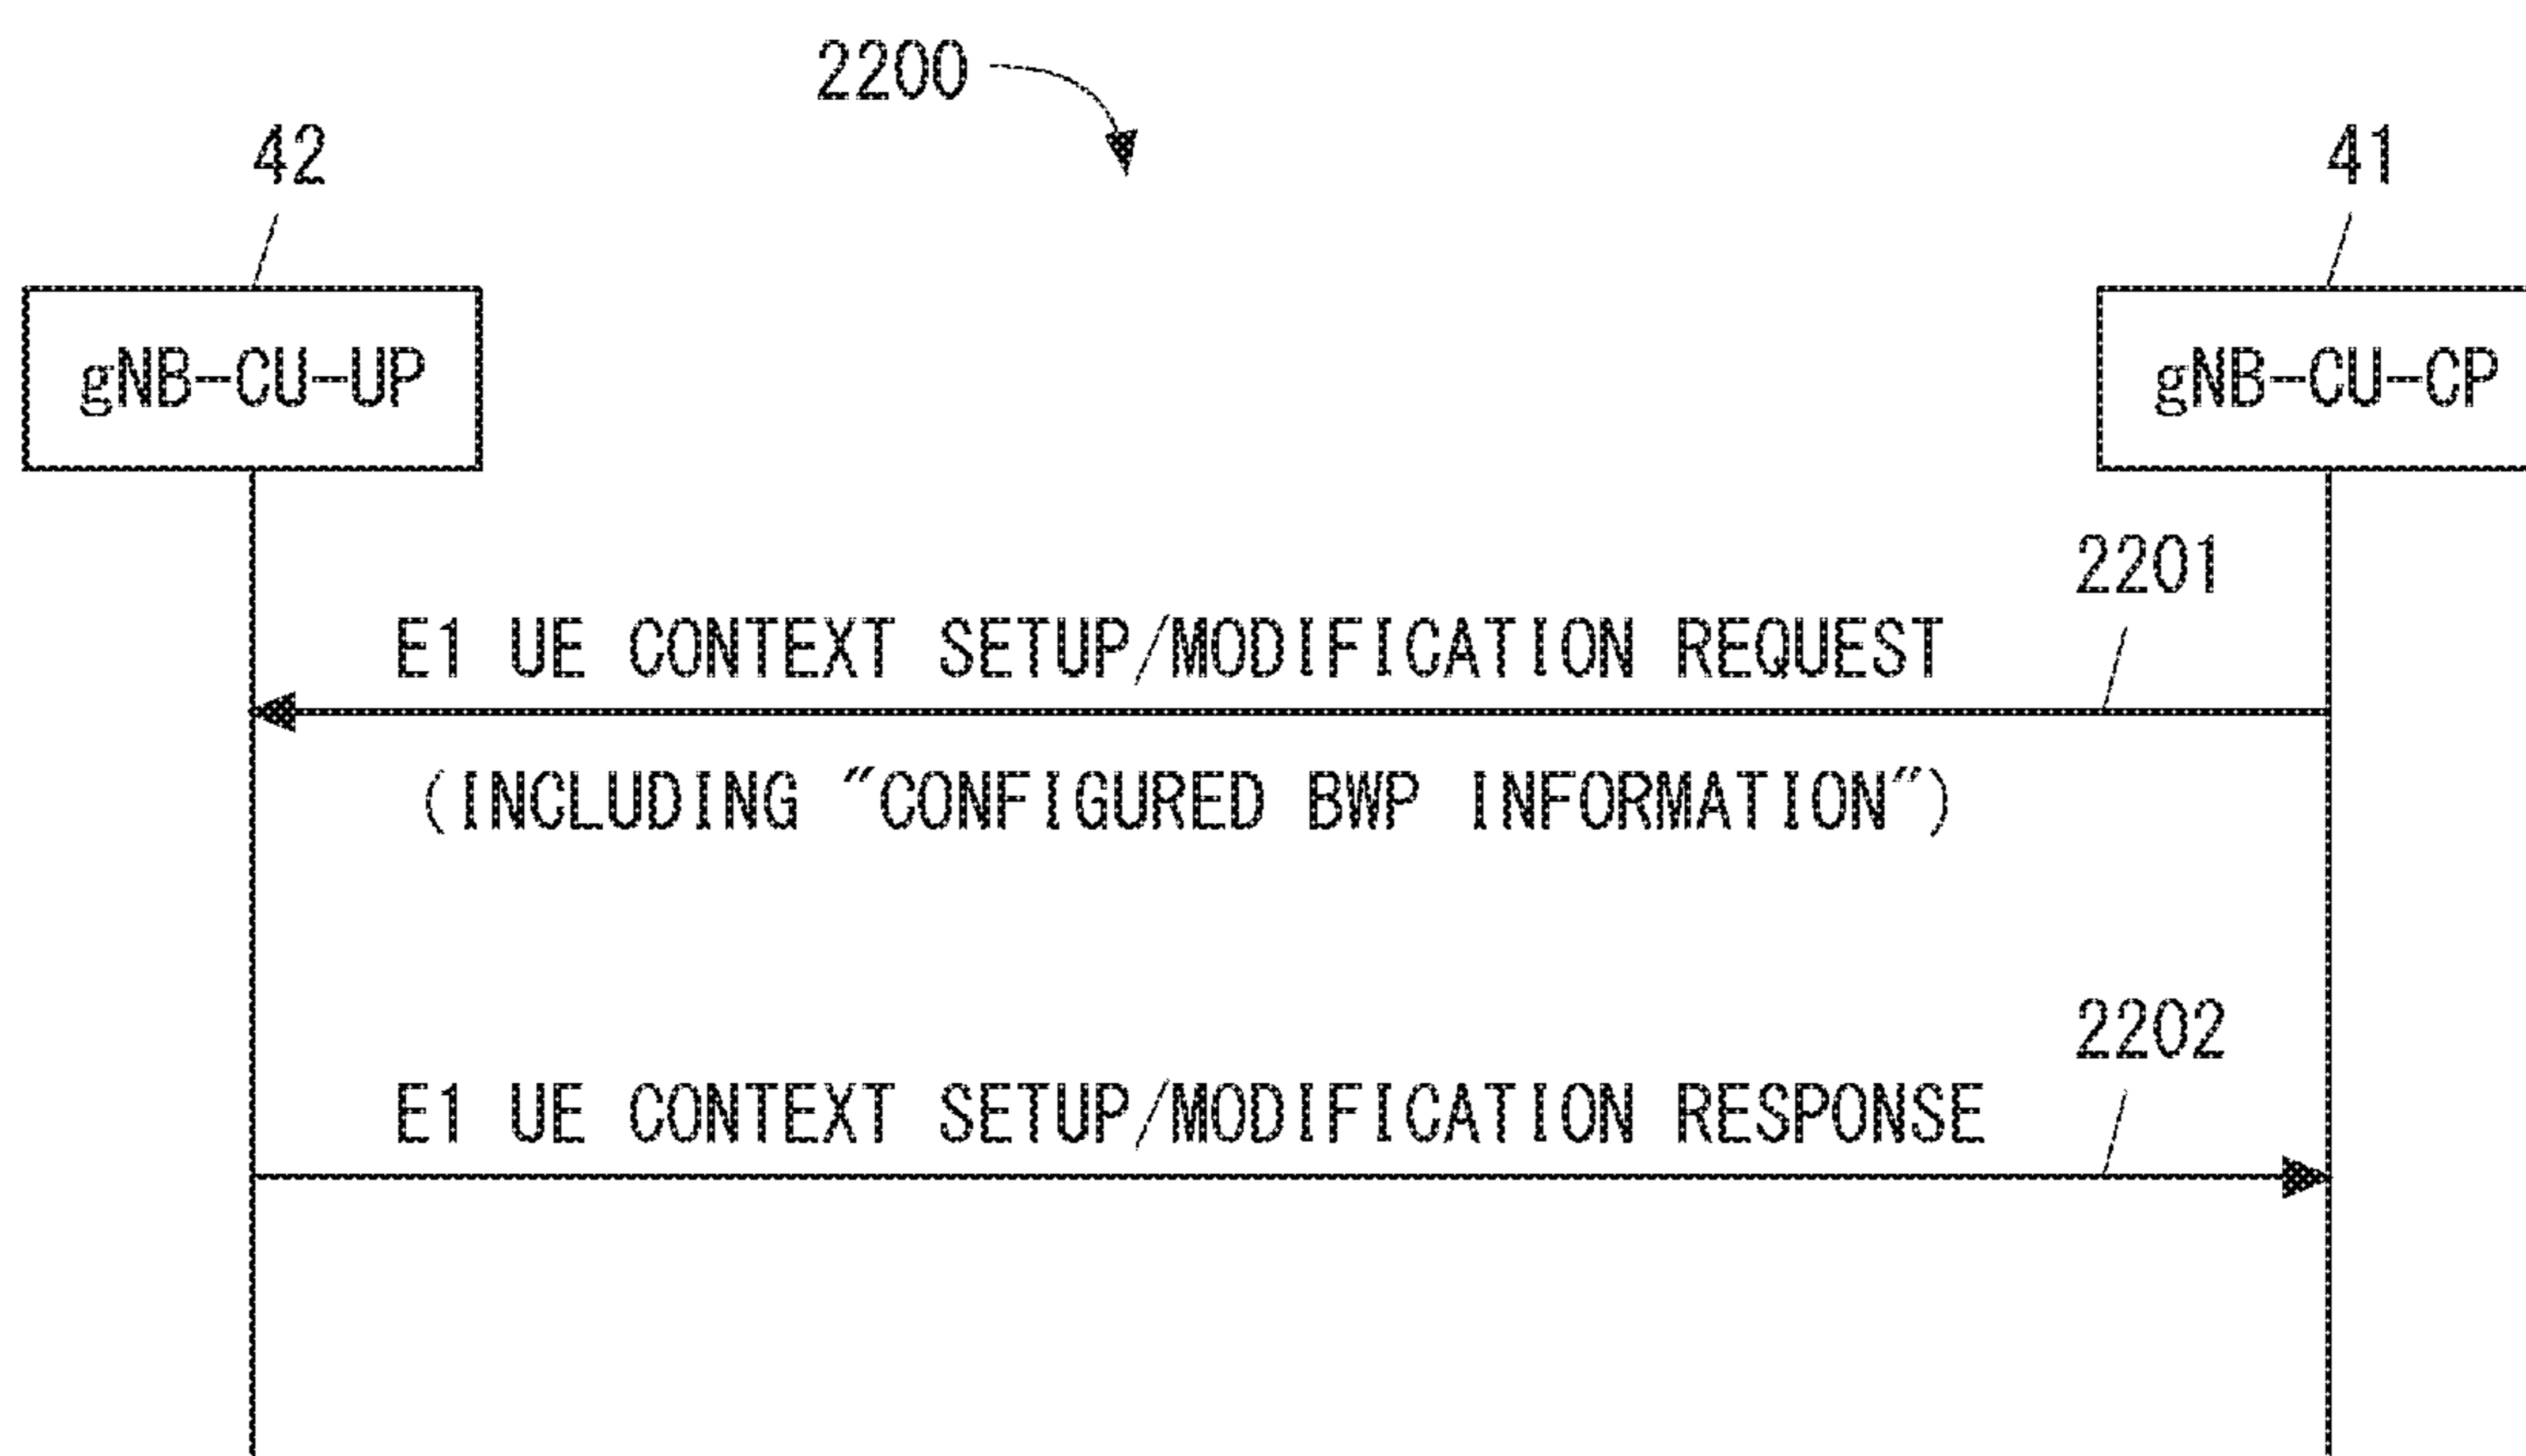 2200
42
41
gNB-CU-UP
gNB-CU-CP
2201
E1 UE CONTEXT SETUP/MODIFICATION REQUEST
(INCLUDING "CONFIGURED BWP INFORMATION")
2202
E1 UE CONTEXT SETUP/MODIFICATION RESPONSE